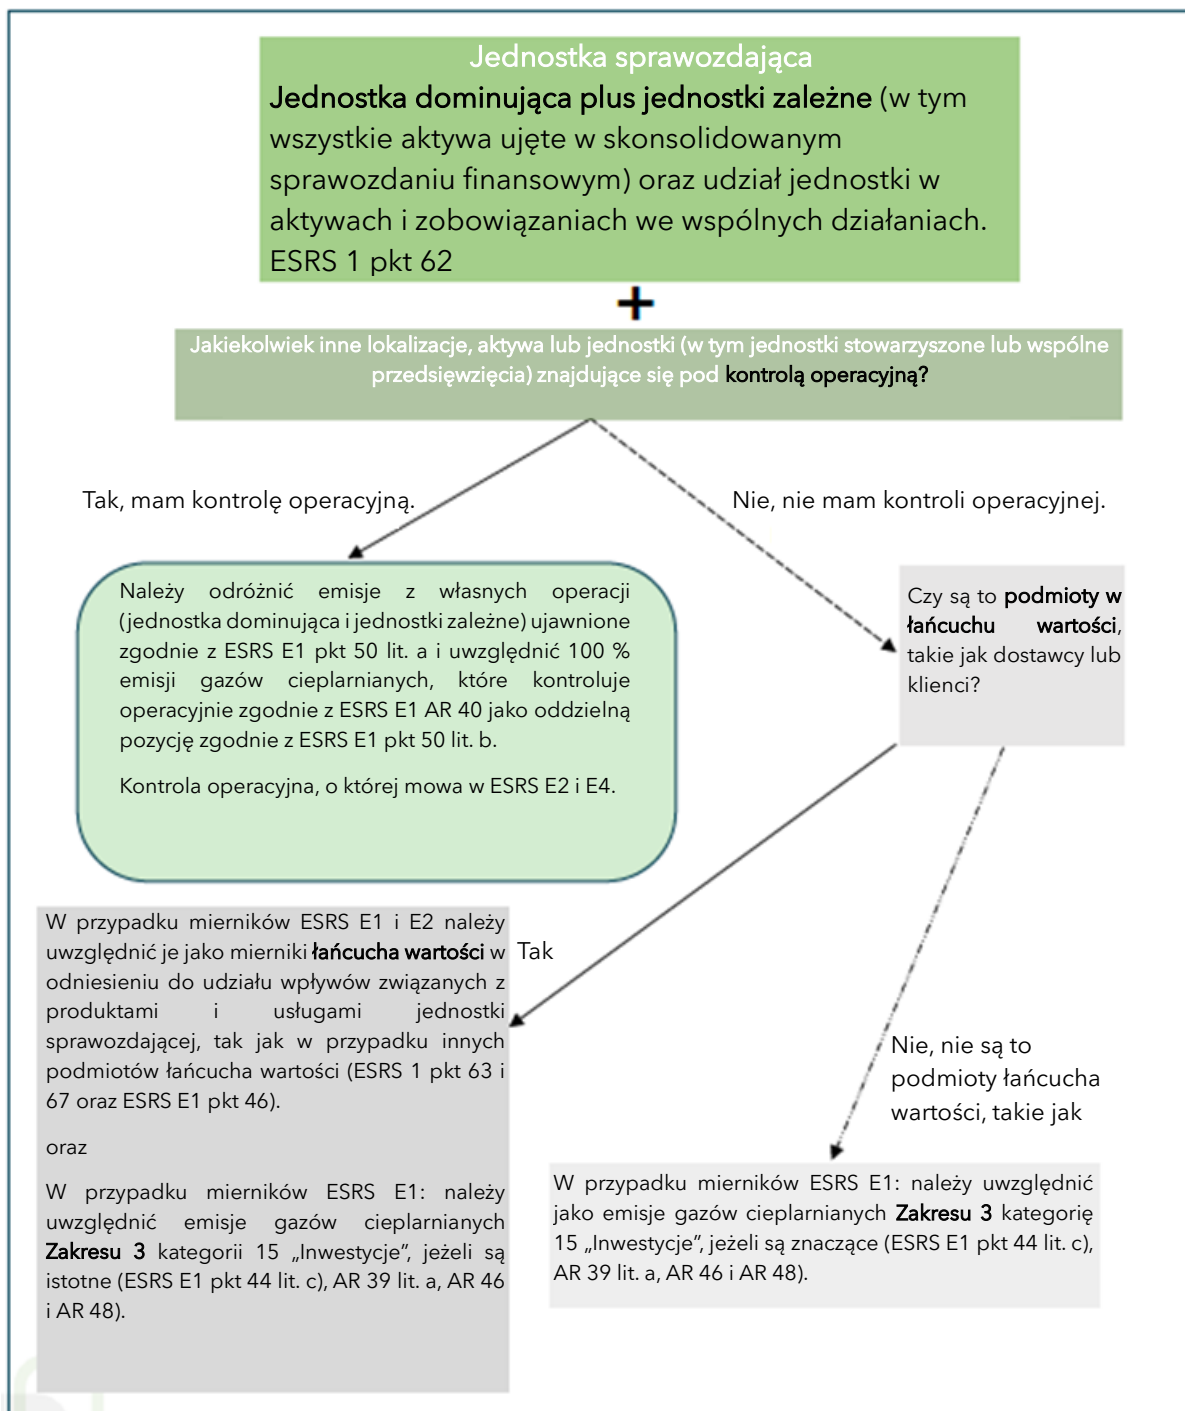 Jednostka sprawozdająca
Jednostka dominująca plus jednostki zależne (w tym
wszystkie aktywa ujęte w skonsolidowanym
sprawozdaniu finansowym) oraz udział jednostki w
aktywach i zobowiązaniach we wspólnych działaniach.
ESRS 1 pkt 62
+
Jakiekolwiek inne lokalizacje, aktywa lub jednostki (w tym jednostki stowarzyszone lub wspólne
przedsięwzięcia) znajdujące się pod kontrolą operacyjną?
Tak, mam kontrolę operacyjną.
Nie, nie mam kontroli operacyjnej.
Należy odróżnić emisje z własnych operacji
(jednostka dominująca i jednostki zależne) ujawnione
zgodnie z ESRS E1 pkt 50 lit. a i uwzględnić 100 %
emisji gazów cieplarnianych, które kontroluje
operacyjnie zgodnie z ESRS E1 AR 40 jako oddzielną
pozycję zgodnie z ESRS E1 pkt 50 lit. b.
Kontrola operacyjna, o której mowa w ESRS E2 i E4.
Czy są to podmioty w
łańcuchu wartości,
takie jak dostawcy lub
klienci?
W przypadku mierników ESRS E1 i E2 należy
uwzględnić je jako mierniki łańcucha wartości w
odniesieniu do udziału wpływów związanych z
produktami i usługami jednostki
sprawozdającej, tak jak w przypadku innych
podmiotów łańcucha wartości (ESRS 1 pkt 63 i
67 oraz ESRS E1 pkt 46).
oraz
W przypadku mierników ESRS E1: należy
uwzględnić emisje gazów cieplarnianych
Zakresu 3 kategorii 15 „Inwestycje”, jeżeli są
istotne (ESRS E1 pkt 44 lit. c), AR 39 lit. a, AR 46
i AR 48).
Tak
Nie, nie są to
podmioty łańcucha
wartości, takie jak
W przypadku mierników ESRS E1: należy uwzględnić
jako emisje gazów cieplarnianych Zakresu 3 kategorię
15 „Inwestycje”, jeżeli są znaczące (ESRS E1 pkt 44 lit. c),
AR 39 lit. a, AR 46 i AR 48).